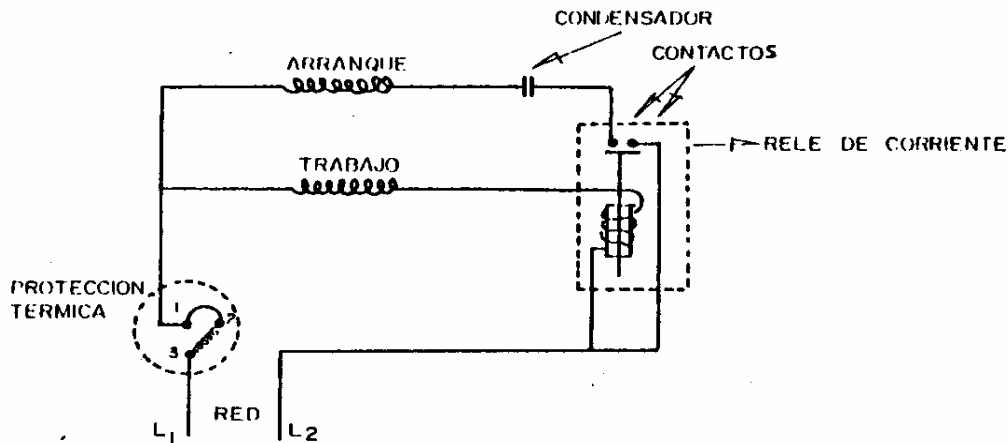 CONDENSADOR
CONTACTOS
ARRANQUE
RELE DE CORRIENTE
TRABAJO
PROTECCION
TERMICA
1
2
3
RED
L1
L2